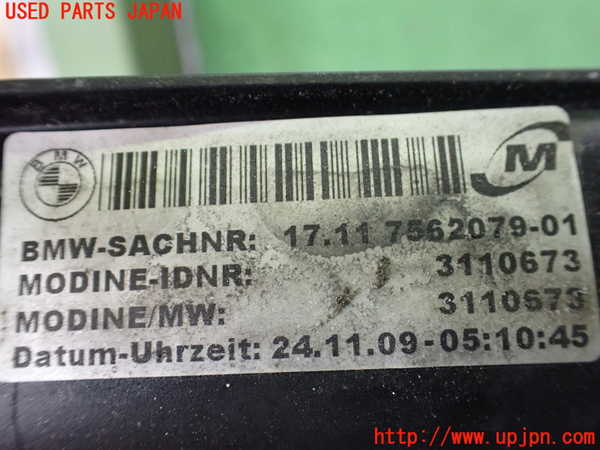 USED PARTS JAPAN
BMW
M
BMW-SACHNR: 17.11 7562079-01
MODINE-IDNR: 3110673
MODINE/MW: 3110673
Datum-Uhrzeit: 24.11.09-05:10:45
http://www.upjpn.com/